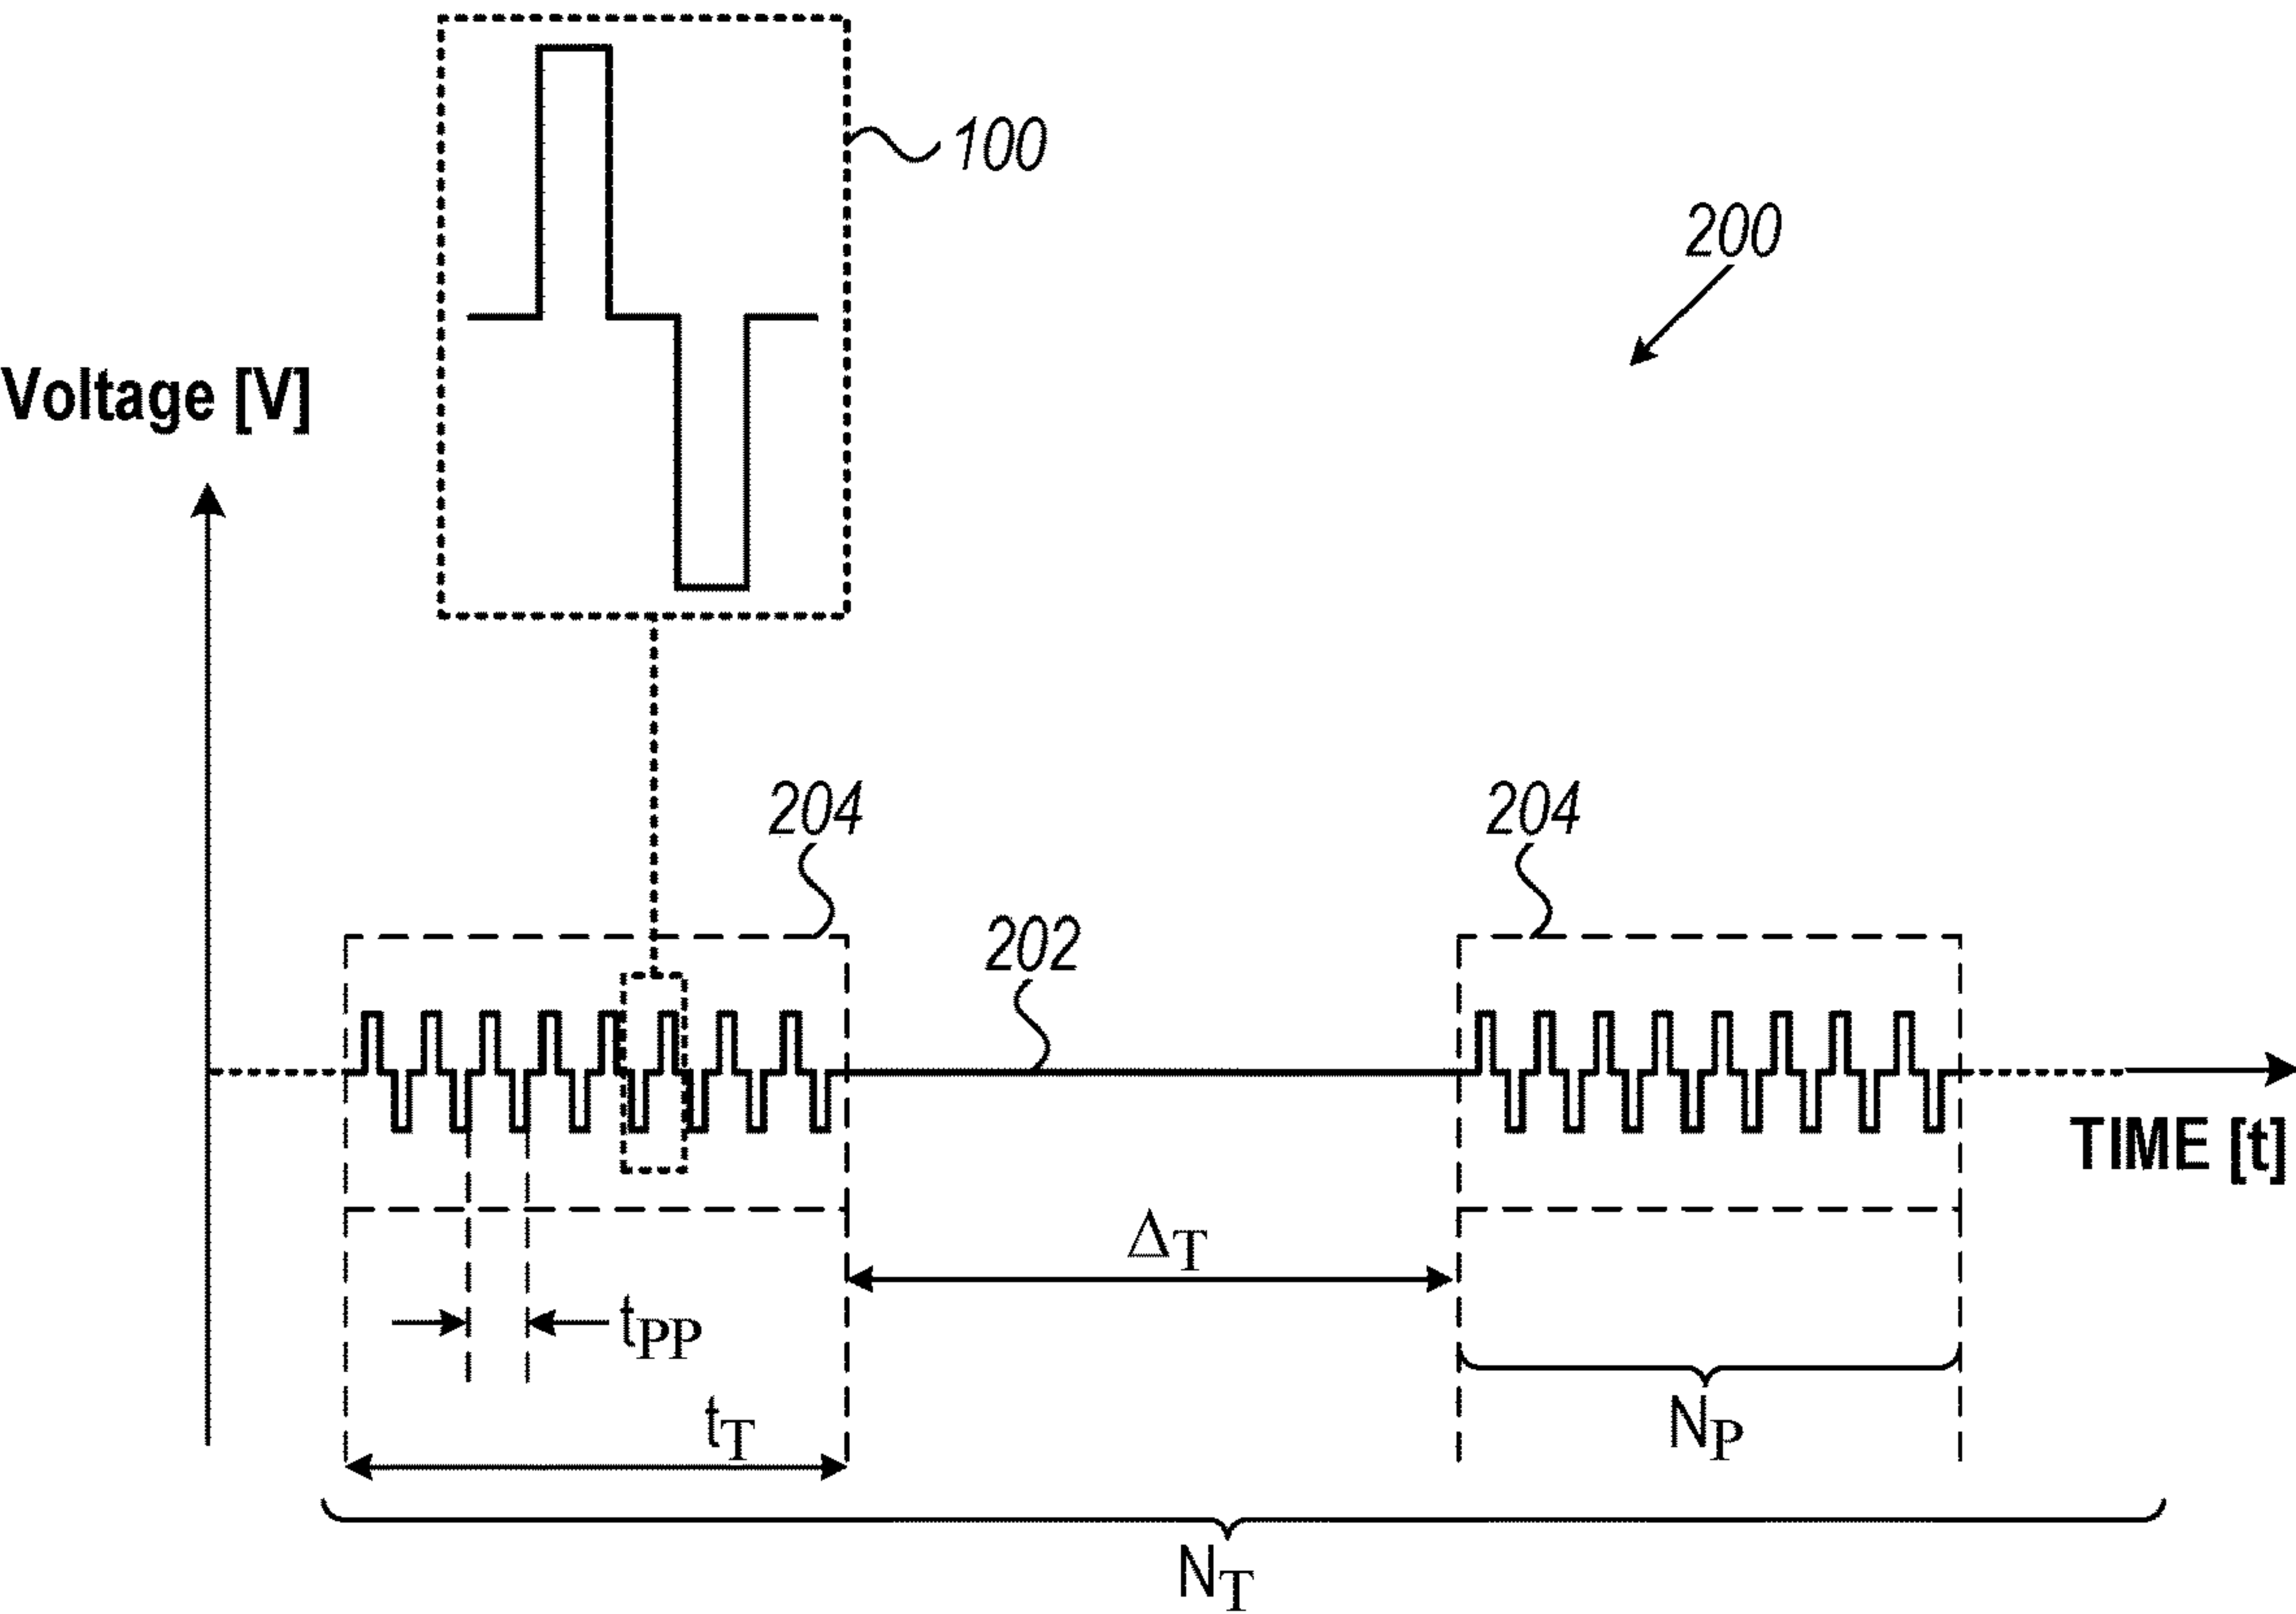 100
200
Voltage [V]
204
204
202
TIME [t]
ΔT
tPP
tT
NP
NT